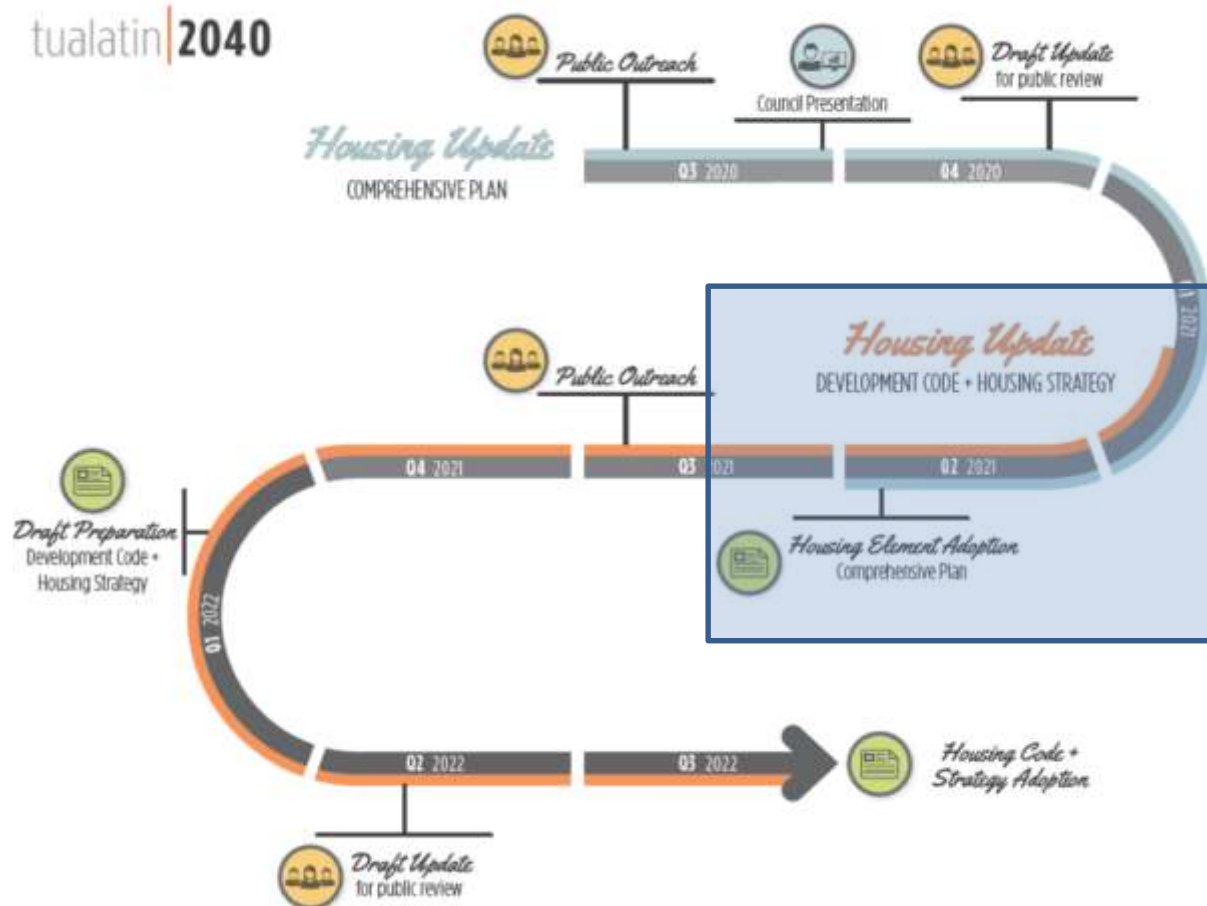 tualatin|2040
Public Outreach
Council Presentation
Draft Update
for public review
Housing Update
COMPREHENSIVE PLAN
Q3 2020
Q4 2020
Q1 2021
Housing Update
DEVELOPMENT CODE + HOUSING STRATEGY
Public Outreach
Q4 2021
Q3 2021
Q2 2021
Housing Element Adoption
Comprehensive Plan
Draft Preparation
Development Code +
Housing Strategy
Q1 2022
Q2 2022
Q3 2022
Housing Code +
Strategy Adoption
Draft Update
for public review